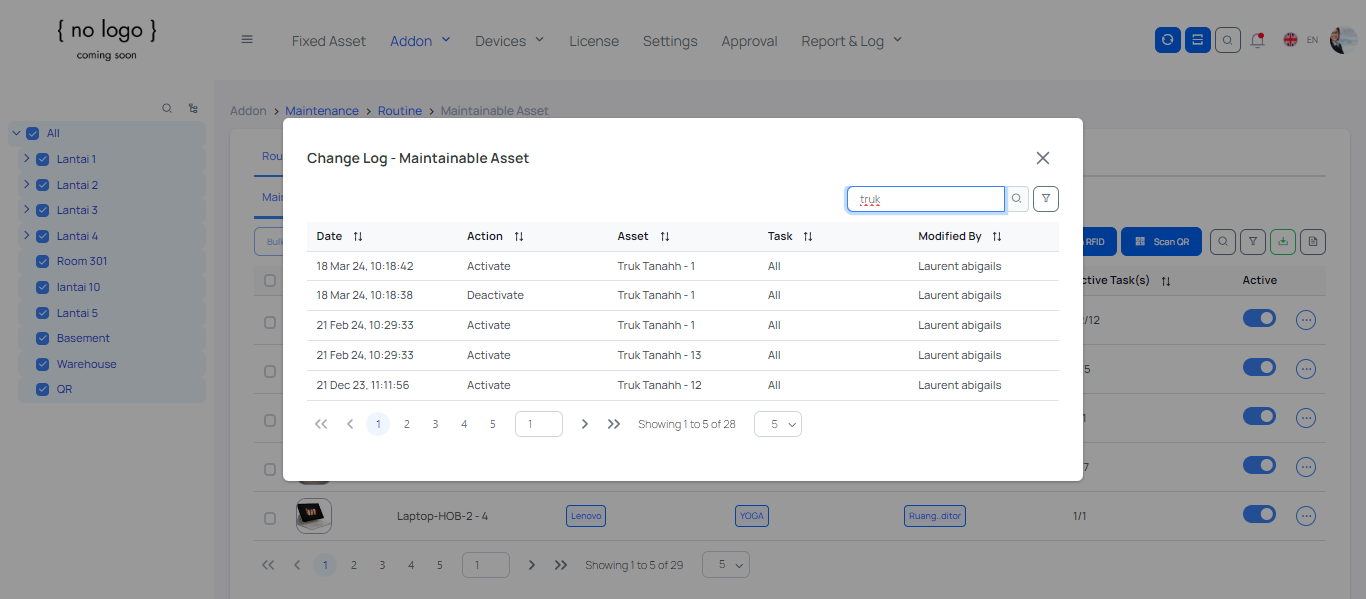 { no logo }
coming soon
Fixed Asset Addon Devices License Settings Approval Report & Log EN
Addon > Maintenance > Routine > Maintainable Asset
All
Lantai 1
Lantai 2
Lantai 3
Lantai 4
Room 301
lantai 10
Lantai 5
Basement
Warehouse
QR
Rou
Main
Bulk
Change Log - Maintainable Asset
truk
Date Action Asset Task Modified By
18 Mar 24, 10:18:42 Activate Truk Tanahh - 1 All Laurent abigails
18 Mar 24, 10:18:38 Deactivate Truk Tanahh - 1 All Laurent abigails
21 Feb 24, 10:29:33 Activate Truk Tanahh - 1 All Laurent abigails
21 Feb 24, 10:29:33 Activate Truk Tanahh - 13 All Laurent abigails
21 Dec 23, 11:11:56 Activate Truk Tanahh - 12 All Laurent abigails
1 2 3 4 5 1 Showing 1 to 5 of 28 5
RFID Scan QR
ctive Task(s) Active
/12
5
1
7
Laptop-HOB-2 - 4 Lenovo YOGA Ruang..ditor 1/1
1 2 3 4 5 1 Showing 1 to 5 of 29 5